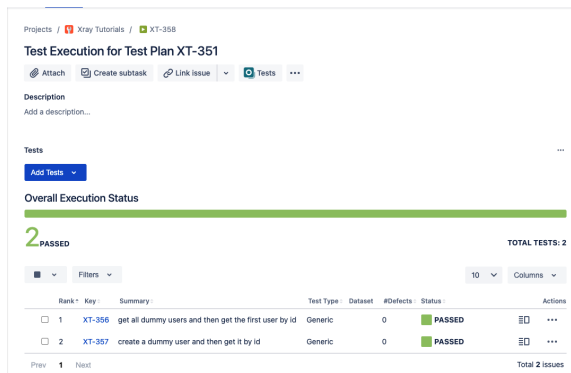 Projects / Xray Tutorials / XT-358
Test Execution for Test Plan XT-351
Attach Create subtask Link issue Tests
Description
Add a description...
Tests
Add Tests
Overall Execution Status
2 PASSED TOTAL TESTS: 2
Filters 10 Columns
Rank Key Summary Test Type Dataset #Defects Status Actions
1 XT-356 get all dummy users and then get the first user by id Generic 0 PASSED
2 XT-357 create a dummy user and then get it by id Generic 0 PASSED
Prev 1 Next Total 2 issues